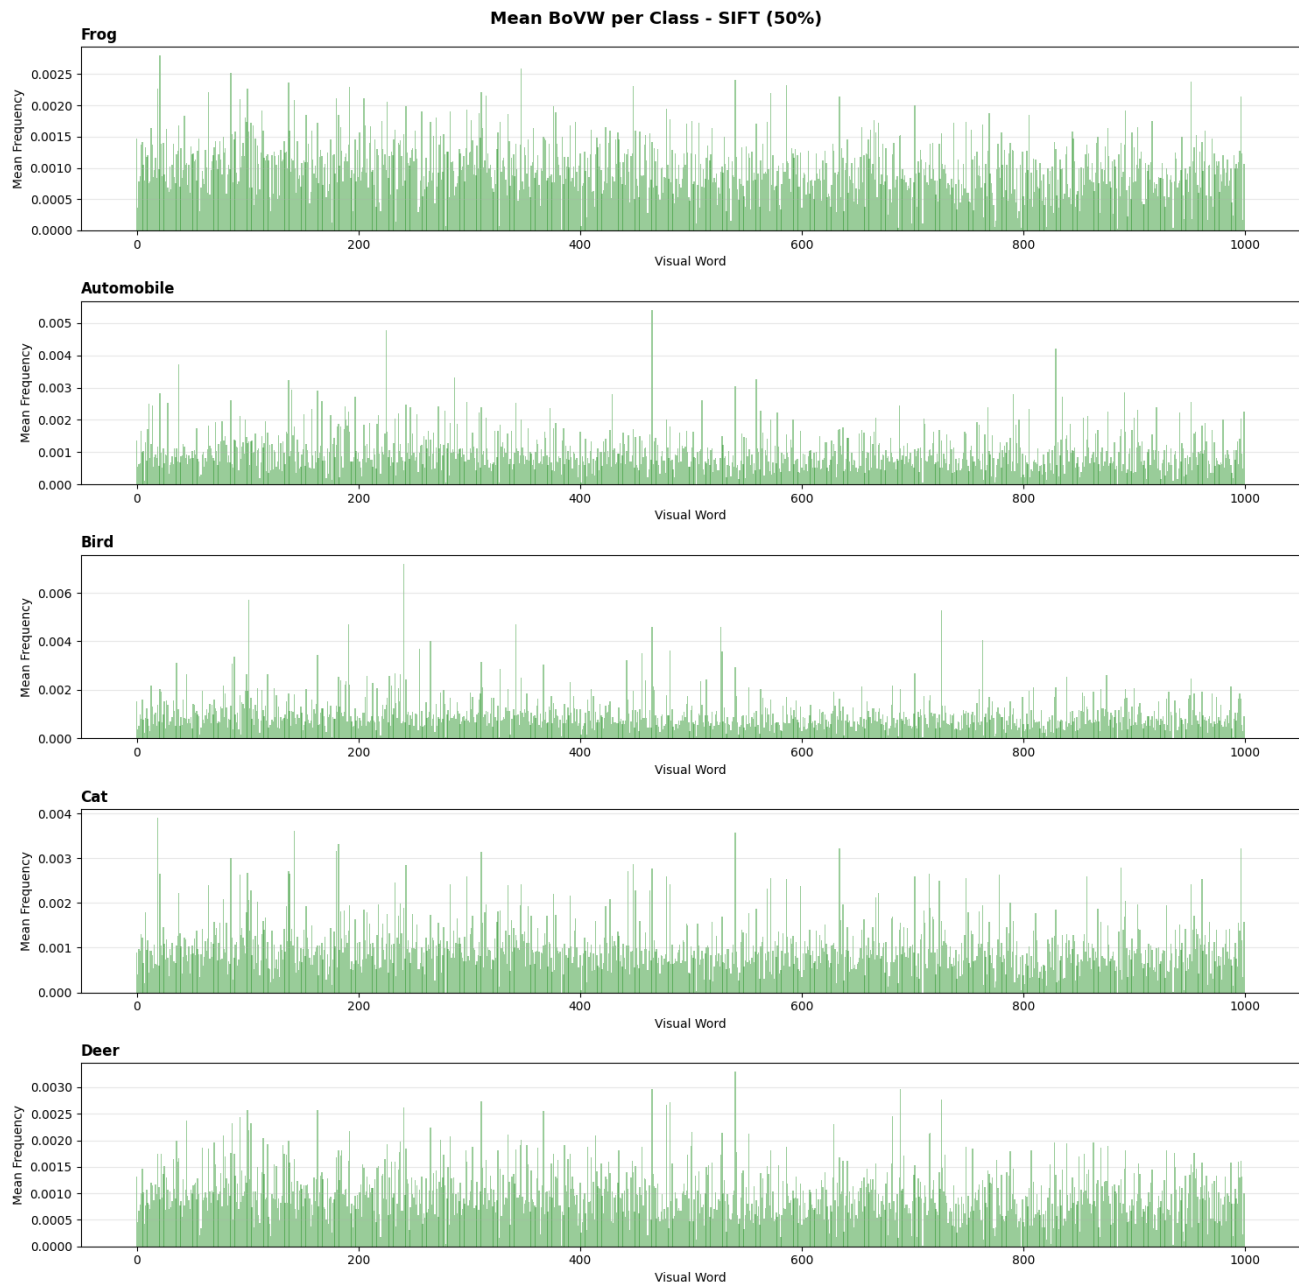 Mean BoVW per Class - SIFT (50%)
Frog
Mean Frequency
0.0025
0.0020
0.0015
0.0010
0.0005
0.0000
0 200 400 600 800 1000
Visual Word
Automobile
Mean Frequency
0.005
0.004
0.003
0.002
0.001
0.000
0 200 400 600 800 1000
Visual Word
Bird
Mean Frequency
0.006
0.004
0.002
0.000
0 200 400 600 800 1000
Visual Word
Cat
Mean Frequency
0.004
0.003
0.002
0.001
0.000
0 200 400 600 800 1000
Visual Word
Deer
Mean Frequency
0.0030
0.0025
0.0020
0.0015
0.0010
0.0005
0.0000
0 200 400 600 800 1000
Visual Word